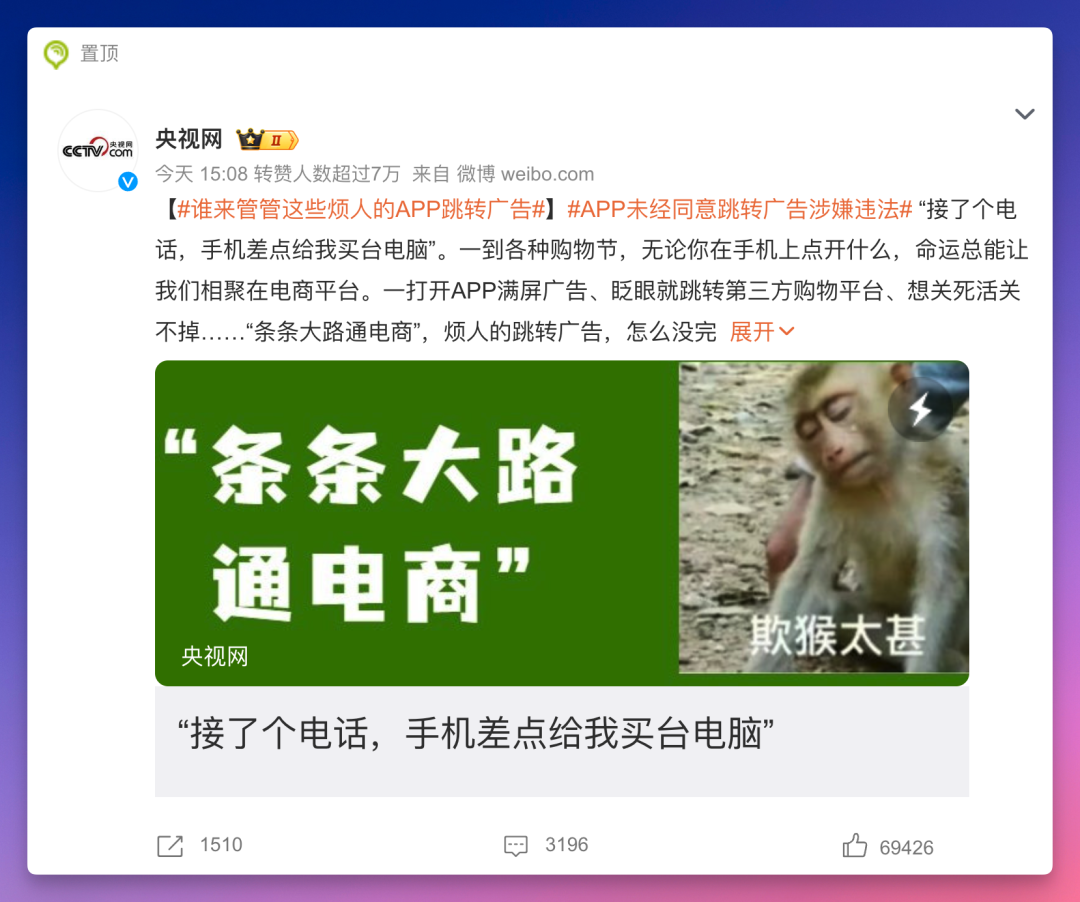 置顶
CCTV 央视网
com
央视网 II
今天 15:08 转赞人数超过7万 来自 微博 weibo.com
【#谁来管管这些烦人的APP跳转广告#】#APP未经同意跳转广告涉嫌违法# “接了个电
话，手机差点给我买台电脑”。一到各种购物节，无论你在手机上点开什么，命运总能让
我们相聚在电商平台。一打开APP满屏广告、眨眼就跳转第三方购物平台、想关死活关
不掉……“条条大路通电商”，烦人的跳转广告，怎么没完 展开
“条条大路
通电商”
央视网
欺猴太甚
“接了个电话，手机差点给我买台电脑”
1510 3196 69426